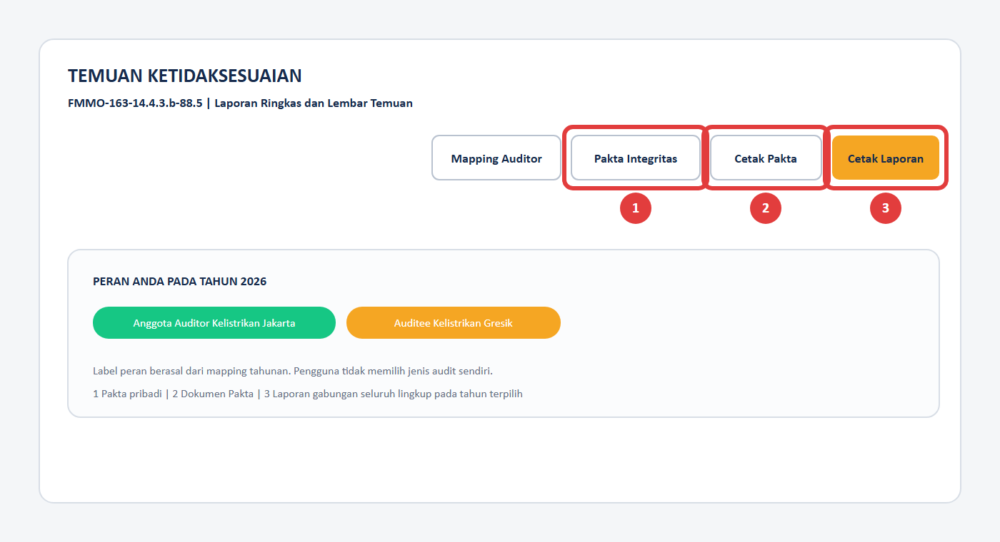 TEMUAN KETIDAKSESUAIAN
FMMO-163-14.4.3.b-88.5 | Laporan Ringkas dan Lembar Temuan
Mapping Auditor
Pakta Integritas
Cetak Pakta
Cetak Laporan
1
2
3
PERAN ANDA PADA TAHUN 2026
Anggota Auditor Kelistrikan Jakarta
Auditee Kelistrikan Gresik
Label peran berasal dari mapping tahunan. Pengguna tidak memilih jenis audit sendiri.
1 Pakta pribadi | 2 Dokumen Pakta | 3 Laporan gabungan seluruh lingkup pada tahun terpilih